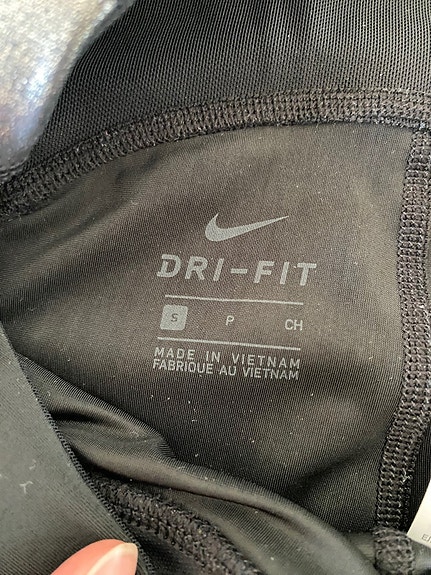 DRI-FIT
S P CH
MADE IN VIETNAM
FABRIQUE AU VIETNAM